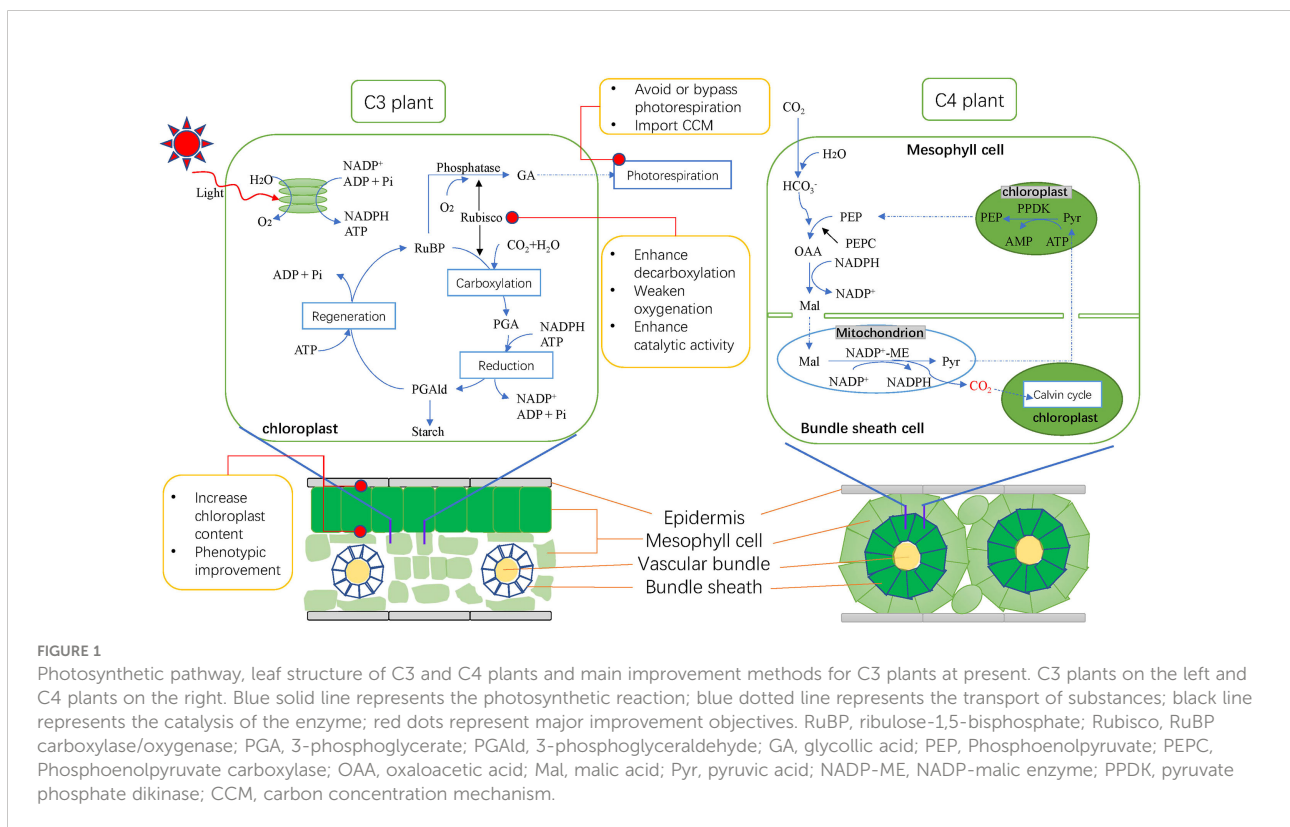 C3 plant
Light
H₂O
O₂
NADP⁺
ADP + Pi
NADPH
ATP
Phosphatase
GA
O₂
Rubisco
RuBP
CO₂+H₂O
Carboxylation
ADP + Pi
Regeneration
ATP
PGA
NADPH
ATP
Reduction
PGAld
NADP⁺
ADP + Pi
Starch
chloroplast
• Avoid or bypass
photorespiration
• Import CCM
Photorespiration
• Enhance
decarboxylation
• Weaken
oxygenation
• Enhance
catalytic activity
C4 plant
CO₂
Mesophyll cell
H₂O
HCO₃⁻
PEP
PEPC
OAA
NADPH
NADP⁺
Mal
chloroplast
PPDK
PEP
Pyr
AMP
ATP
Mitochondrion
Mal
NADP⁺-ME
Pyr
NADP⁺
NADPH
CO₂
Calvin cycle
chloroplast
Bundle sheath cell
• Increase
chloroplast
content
• Phenotypic
improvement
Epidermis
Mesophyll cell
Vascular bundle
Bundle sheath
FIGURE 1
Photosynthetic pathway, leaf structure of C3 and C4 plants and main improvement methods for C3 plants at present. C3 plants on the left and
C4 plants on the right. Blue solid line represents the photosynthetic reaction; blue dotted line represents the transport of substances; black line
represents the catalysis of the enzyme; red dots represent major improvement objectives. RuBP, ribulose-1,5-bisphosphate; Rubisco, RuBP
carboxylase/oxygenase; PGA, 3-phosphoglycerate; PGAld, 3-phosphoglyceraldehyde; GA, glycollic acid; PEP, Phosphoenolpyruvate; PEPC,
Phosphoenolpyruvate carboxylase; OAA, oxaloacetic acid; Mal, malic acid; Pyr, pyruvic acid; NADP-ME, NADP-malic enzyme; PPDK, pyruvate
phosphate dikinase; CCM, carbon concentration mechanism.